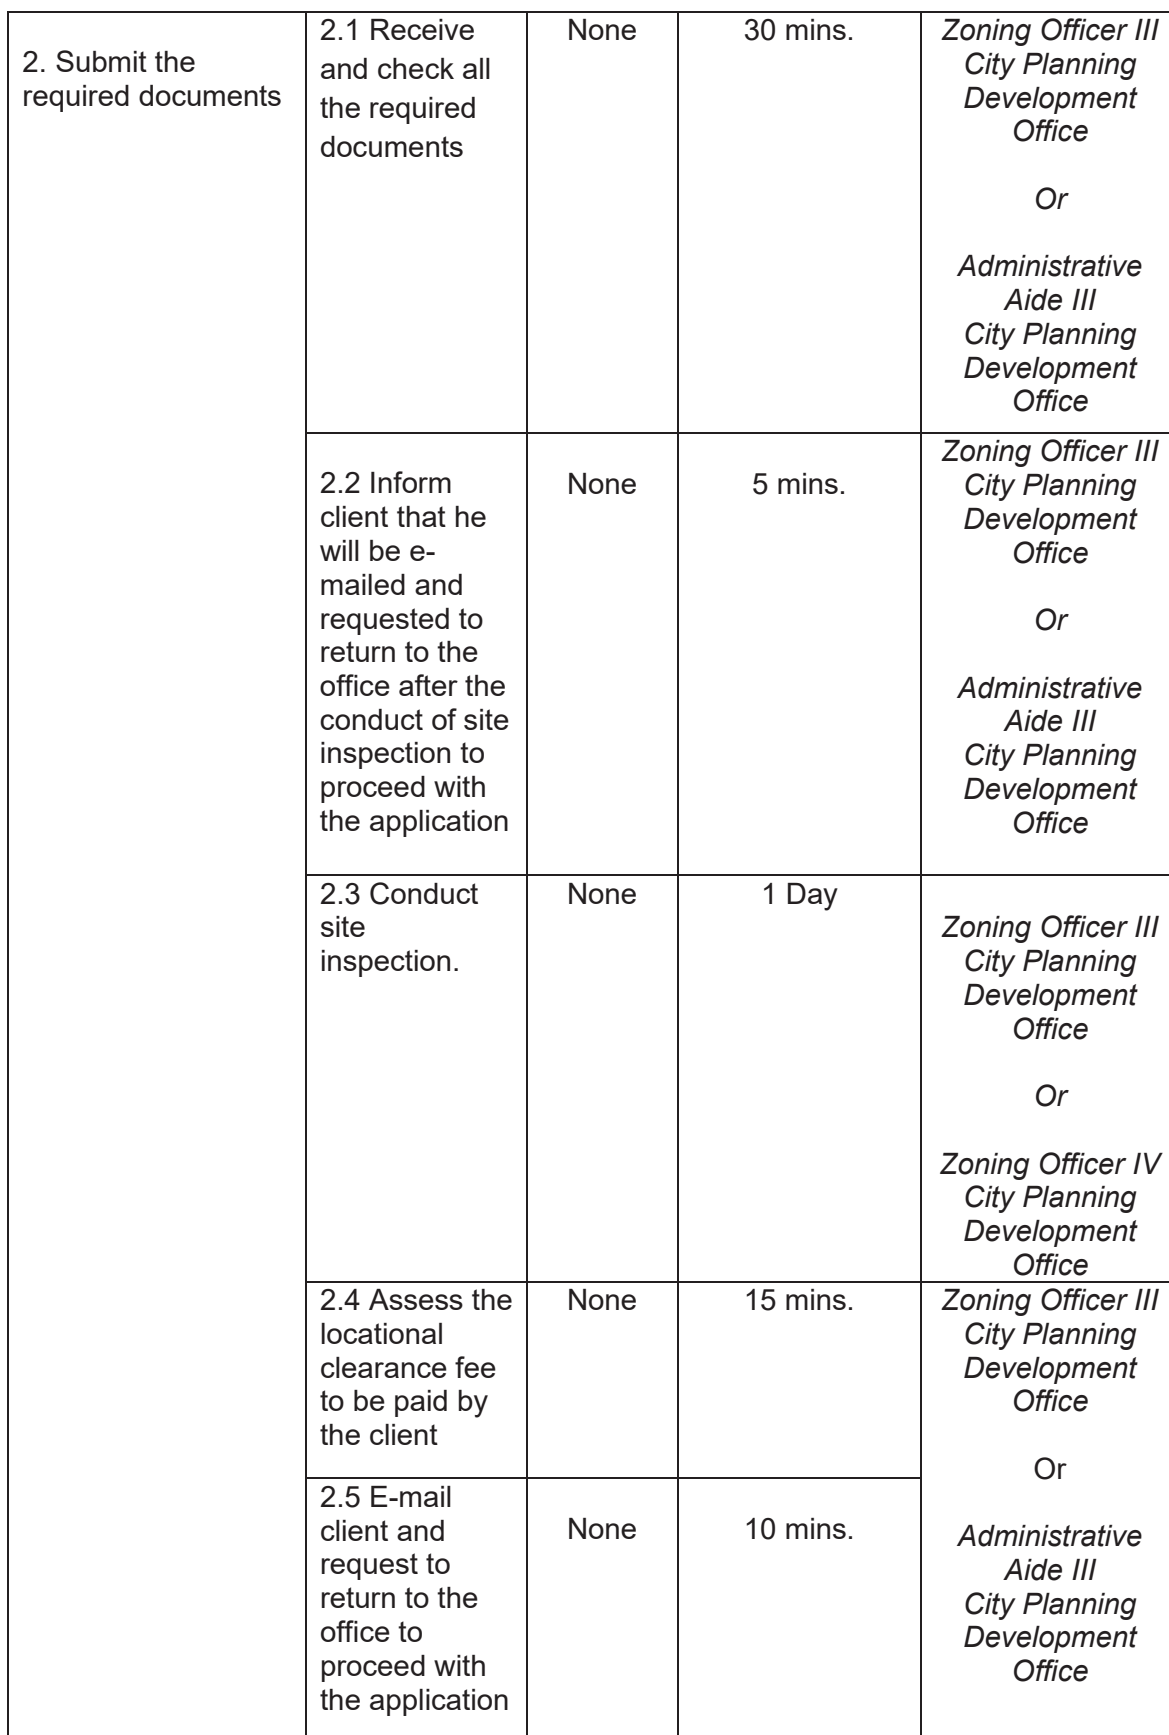 2. Submit the
required documents
2.1 Receive
and check all
the required
documents
None
30 mins.
Zoning Officer III
City Planning
Development
Office
Or
Administrative
Aide III
City Planning
Development
Office
2.2 Inform
client that he
will be e-
mailed and
requested to
return to the
office after the
conduct of site
inspection to
proceed with
the application
None
5 mins.
Zoning Officer III
City Planning
Development
Office
Or
Administrative
Aide III
City Planning
Development
Office
2.3 Conduct
site
inspection.
None
1 Day
Zoning Officer III
City Planning
Development
Office
Or
Zoning Officer IV
City Planning
Development
Office
2.4 Assess the
locational
clearance fee
to be paid by
the client
None
15 mins.
Zoning Officer III
City Planning
Development
Office
Or
Administrative
Aide III
City Planning
Development
Office
2.5 E-mail
client and
request to
return to the
office to
proceed with
the application
None
10 mins.